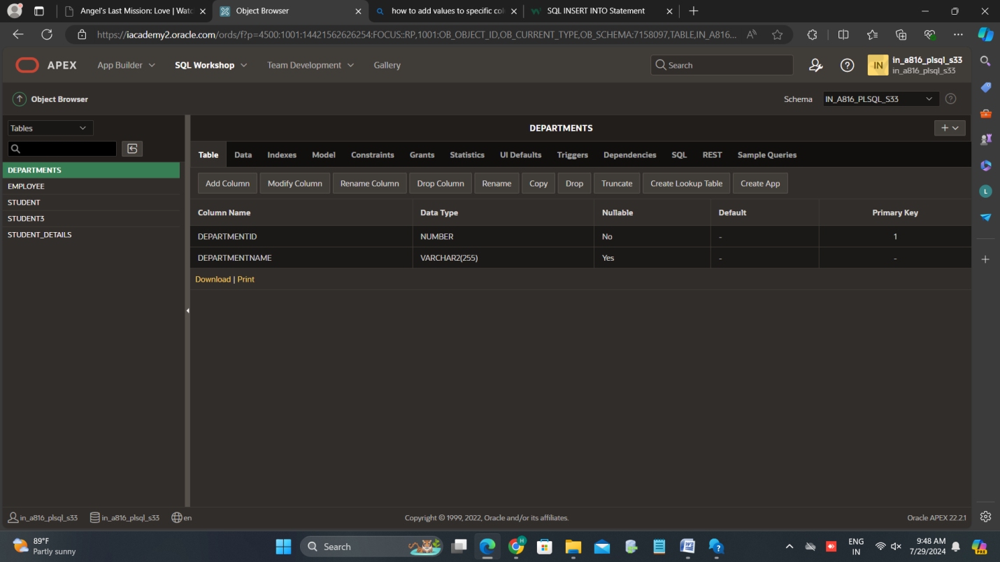 Angel's Last Mission: Love | Watc
Object Browser
how to add values to specific col
SQL INSERT INTO Statement
https://iacademy2.oracle.com/ords/f?p=4500:1001:14421562626254:FOCUS::RP,1001:OB_OBJECT_ID,OB_CURRENT_TYPE,OB_SCHEMA:7158097,TABLE,IN_A816...
APEX
App Builder
SQL Workshop
Team Development
Gallery
Search
IN
in_a816_plsql_s33
in_a816_plsql_s33
Object Browser
Schema
IN_A816_PLSQL_S33
Tables
DEPARTMENTS
EMPLOYEE
STUDENT
STUDENT3
STUDENT_DETAILS
DEPARTMENTS
Table Data Indexes Model Constraints Grants Statistics UI Defaults Triggers Dependencies SQL REST Sample Queries
Add Column Modify Column Rename Column Drop Column Rename Copy Drop Truncate Create Lookup Table Create App
Column Name Data Type Nullable Default Primary Key
DEPARTMENTID NUMBER No - 1
DEPARTMENTNAME VARCHAR2(255) Yes - -
Download | Print
in_a816_plsql_s33
in_a816_plsql_s33
en
Copyright © 1999, 2022, Oracle and/or its affiliates.
Oracle APEX 22.2.1
L
89°F
Partly sunny
Search
H
ENG
IN
9:48 AM
7/29/2024
PRE